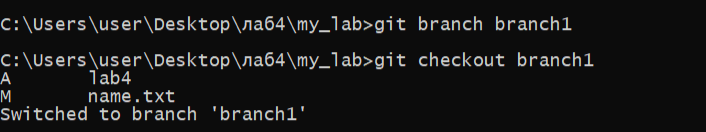 C:\Users\user\Desktop\лаб4\my_lab>git branch branch1
C:\Users\user\Desktop\лаб4\my_lab>git checkout branch1
A       lab4
M       name.txt
Switched to branch 'branch1'